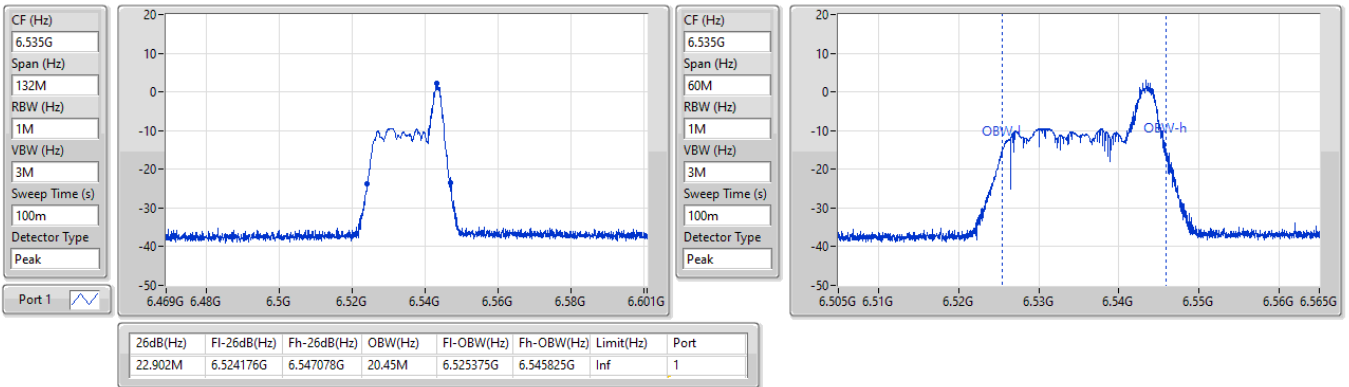 CF (Hz)
6.535G
Span (Hz)
132M
RBW (Hz)
1M
VBW (Hz)
3M
Sweep Time (s)
100m
Detector Type
Peak
Port 1
20
10
0
-10
-20
-30
-40
-50
6.469G 6.48G 6.5G 6.52G 6.54G 6.56G 6.58G 6.601G
CF (Hz)
6.535G
Span (Hz)
60M
RBW (Hz)
1M
VBW (Hz)
3M
Sweep Time (s)
100m
Detector Type
Peak
20
10
0
-10
-20
-30
-40
-50
OBW-l
OBW-h
6.505G 6.51G 6.52G 6.53G 6.54G 6.55G 6.56G 6.565G
26dB(Hz) Fl-26dB(Hz) Fh-26dB(Hz) OBW(Hz) Fl-OBW(Hz) Fh-OBW(Hz) Limit(Hz) Port
22.902M 6.524176G 6.547078G 20.45M 6.525375G 6.545825G Inf 1